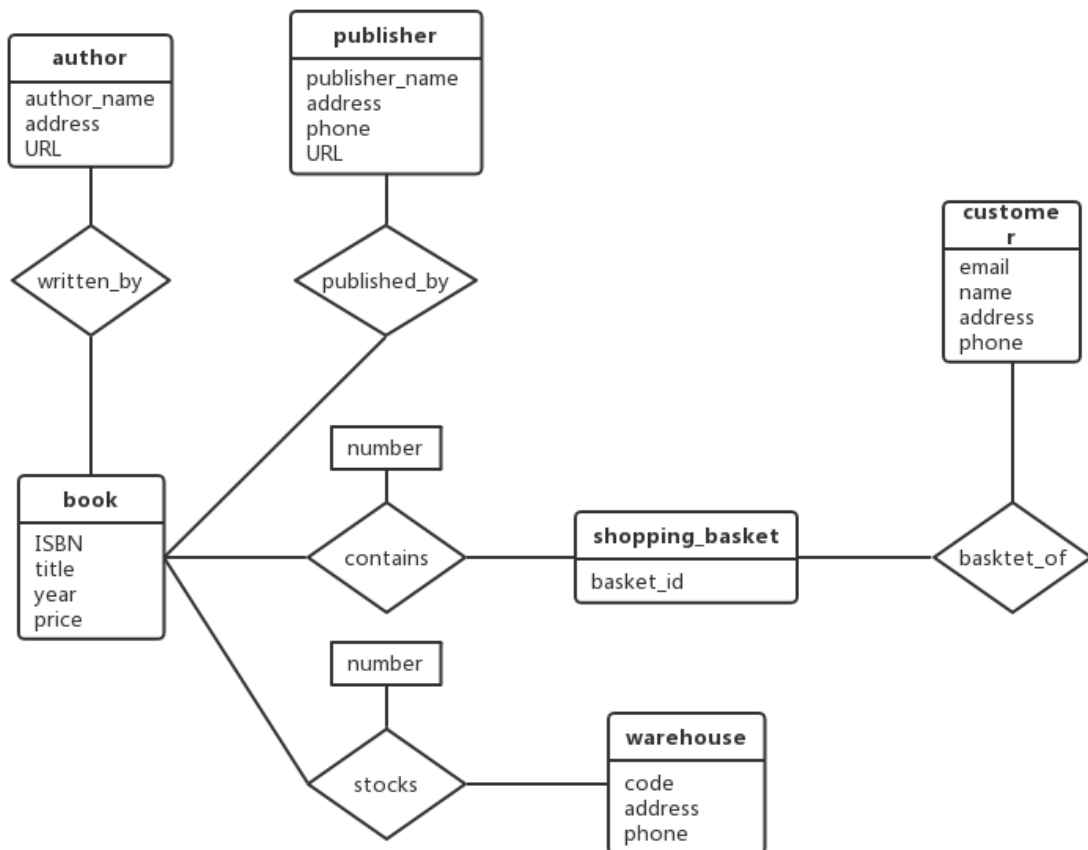 author
author_name
address
URL
publisher
publisher_name
address
phone
URL
written_by
published_by
custome
r
email
name
address
phone
number
book
ISBN
title
year
price
contains
shopping_basket
basket_id
basktet_of
number
stocks
warehouse
code
address
phone